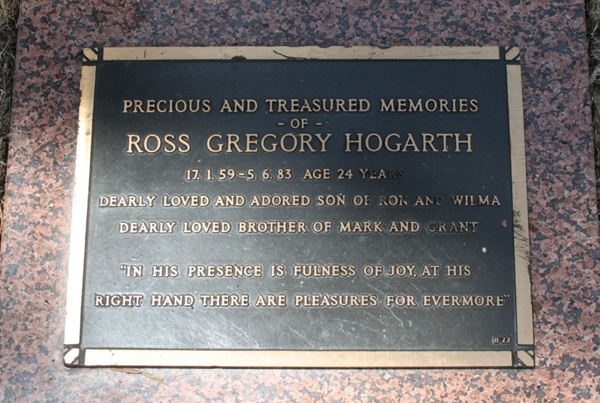 PRECIOUS AND TREASURED MEMORIES
- OF -
ROSS GREGORY HOGARTH
17. 1. 59 - 5. 6. 83 AGE 24 YEARS
DEARLY LOVED AND ADORED SON OF RON AND WILMA
DEARLY LOVED BROTHER OF MARK AND GRANT
"IN HIS PRESENCE IS FULNESS OF JOY, AT HIS
RIGHT HAND THERE ARE PLEASURES FOR EVERMORE"